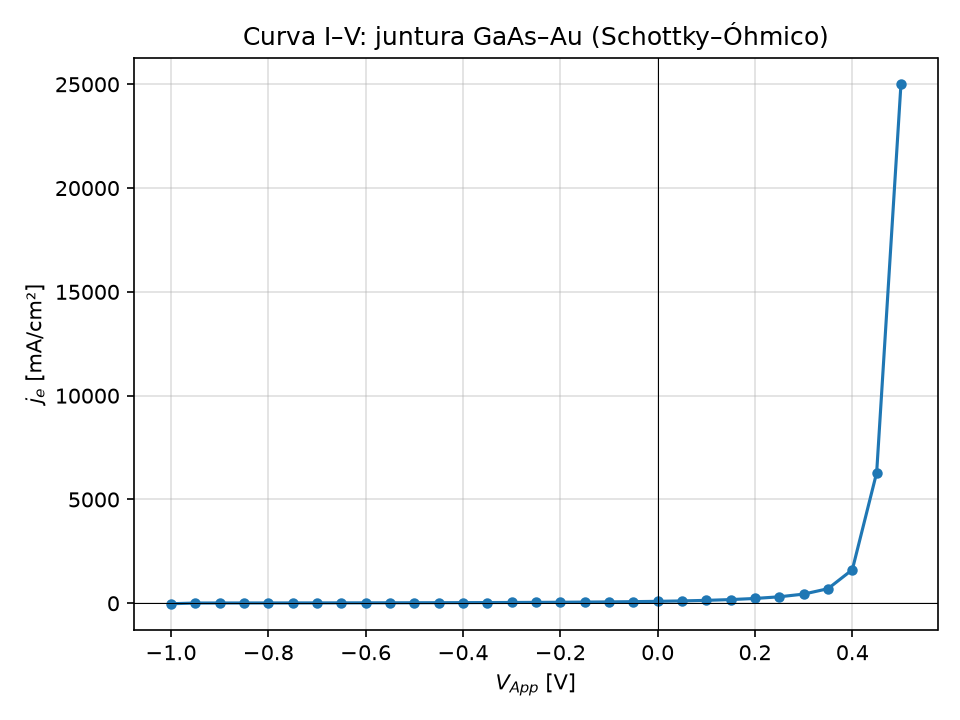 Curva I–V: juntura GaAs–Au (Schottky–Óhmico)
25000
20000
15000
10000
5000
0
jₑ [mA/cm²]
−1.0 −0.8 −0.6 −0.4 −0.2 0.0 0.2 0.4
V_App [V]